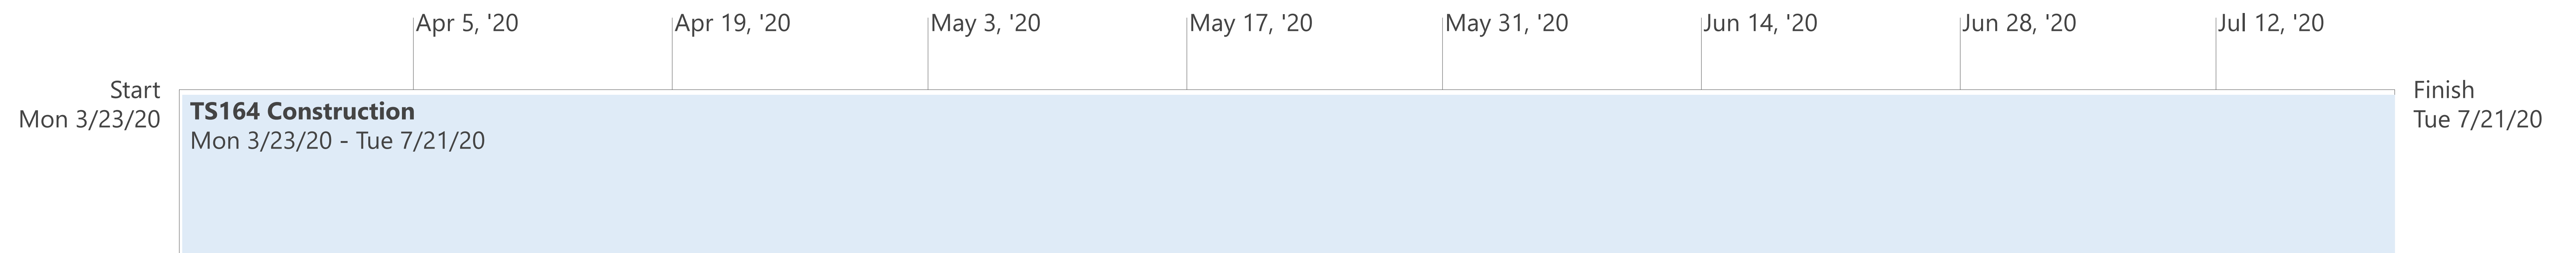 Apr 5, '20
Apr 19, '20
May 3, '20
May 17, '20
May 31, '20
Jun 14, '20
Jun 28, '20
Jul 12, '20
Start
Mon 3/23/20
TS164 Construction
Mon 3/23/20 - Tue 7/21/20
Finish
Tue 7/21/20